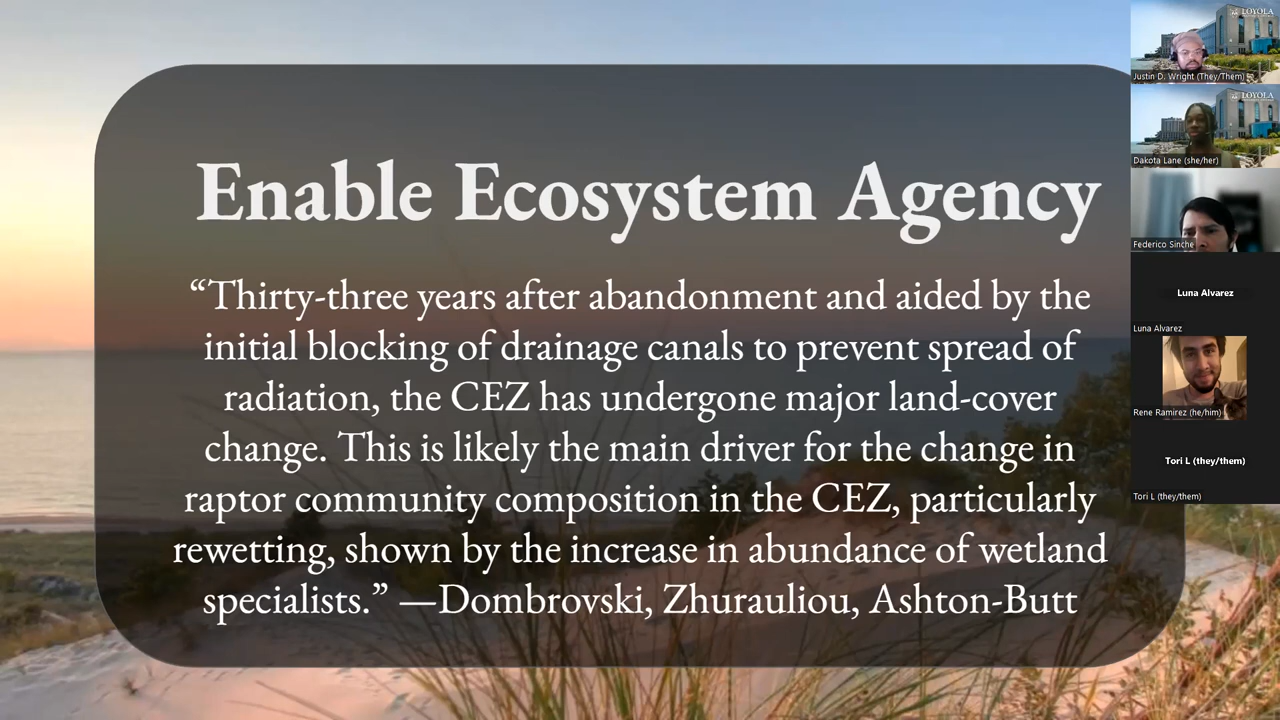 Enable Ecosystem Agency
“Thirty-three years after abandonment and aided by the
initial blocking of drainage canals to prevent spread of
radiation, the CEZ has undergone major land-cover
change. This is likely the main driver for the change in
raptor community composition in the CEZ, particularly
rewetting, shown by the increase in abundance of wetland
specialists.” —Dombrovski, Zhurauliou, Ashton-Butt
LOYOLA
Justin D. Wright (They/Them)
LOYOLA
Dakota Lane (she/her)
Federico Sinche
Luna Alvarez
Luna Alvarez
Rene Ramirez (he/him)
Tori L (they/them)
Tori L (they/them)